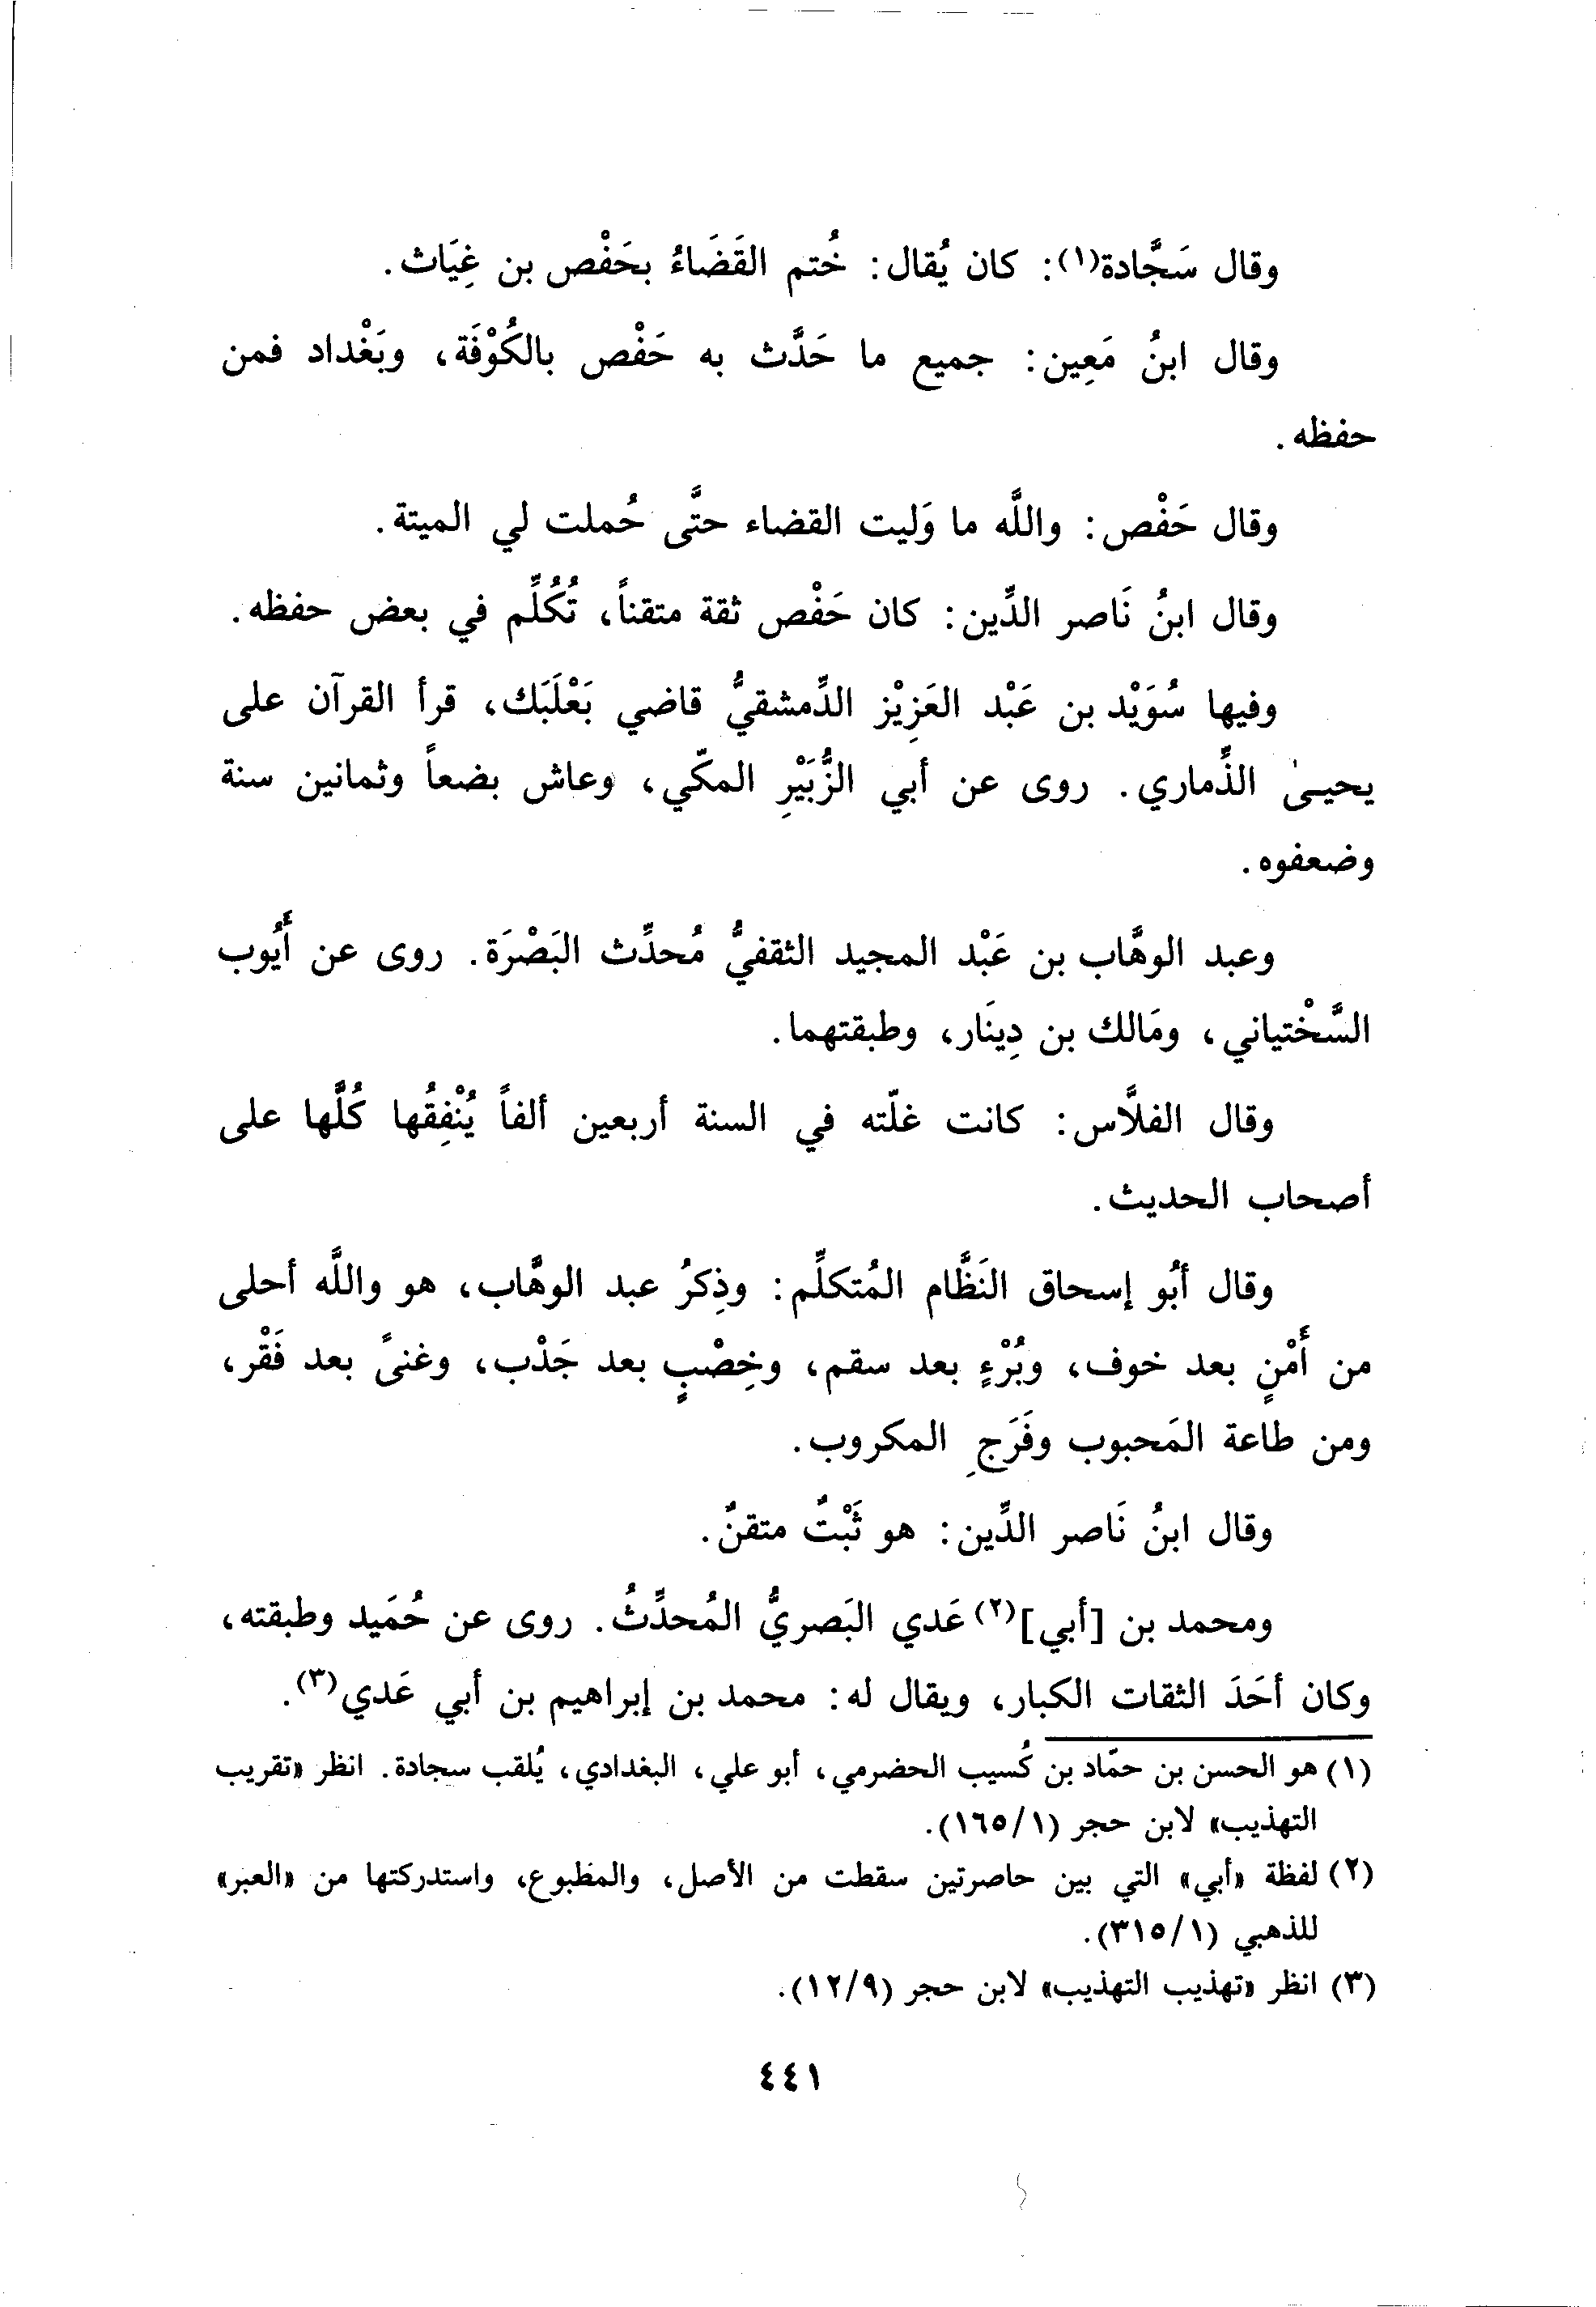 وقال سَجَّادة(١): كان يُقال: خُتم القَضَاءُ بحَفْص بن غِيَاث.
وقال ابنُ مَعِين: جميع ما حَدَّث به حَفْص بالكُوْفَة، وبَغْداد فمن
حفظه.
وقال حَفْص: واللَّه ما وَليت القضاء حتَّى حُملت لي الميتة.
وقال ابنُ نَاصر الدِّين: كان حَفْص ثقة متقناً، تُكُلِّم في بعض حفظه.
وفيها سُوَيْد بن عَبْد العَزِيْز الدِّمشقيُّ قاضي بَعْلَبَك، قرأ القرآن على
يحيىٰ الذِّماري. روى عن أبي الزُّبَيْرِ المكّي، وعاش بضعاً وثمانين سنة
وضعفوه.
وعبد الوهَّاب بن عَبْد المجيد الثقفيُّ مُحدِّث البَصْرَة. روى عن أَيُوب
السَّخْتياني، ومَالك بن دِينَار، وطبقتهما.
وقال الفلاَّس: كانت غلّته في السنة أربعين ألفاً يُنْفِقُها كُلَّها على
أصحاب الحديث.
وقال أبُو إسحاق النَظَّام المُتكلِّم: وذِكرُ عبد الوهَّاب، هو واللَّه أحلى
من أَمْنٍ بعد خوف، وبُرْءٍ بعد سقم، وخِصْبٍ بعد جَذْب، وغنىً بعد فَقْر،
ومن طاعة المَحبوب وفَرَجِ المكروب.
وقال ابنُ نَاصر الدِّين: هو ثَبْتٌ متقنٌ.
ومحمد بن [أبي](٢) عَدي البَصريُّ المُحدِّثُ. روى عن حُمَيد وطبقته،
وكان أحَدَ الثقات الكبار، ويقال له: محمد بن إبراهيم بن أبي عَدي(٣).
(١) هو الحسن بن حمّاد بن كُسيب الحضرمي، أبو علي، البغدادي، يُلقب سجادة. انظر «تقريب
التهذيب» لابن حجر (١/١٦٥).
(٢) لفظة «أبي» التي بين حاصرتين سقطت من الأصل، والمطبوع، واستدركتها من «العبر»
للذهبي (١/٣١٥).
(٣) انظر «تهذيب التهذيب» لابن حجر (٩/١٢).
٤٤١